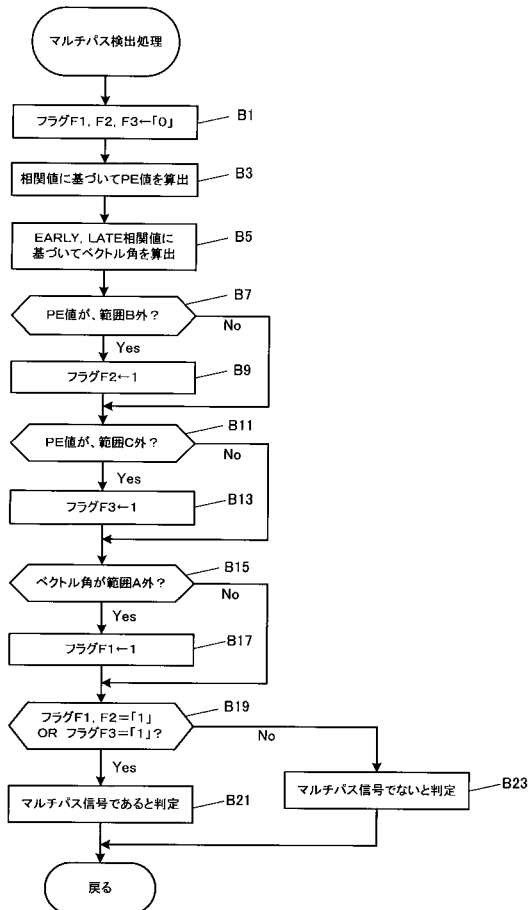 マルチパス検出処理
フラグF1, F2, F3←「0」
B1
相関値に基づいてPE値を算出
B3
EARLY, LATE相関値に
基づいてベクトル角を算出
B5
PE値が、範囲B外？
B7
No
Yes
フラグF2←1
B9
PE値が、範囲C外？
B11
No
Yes
フラグF3←1
B13
ベクトル角が範囲A外？
B15
No
Yes
フラグF1←1
B17
フラグF1, F2＝「1」
OR フラグF3＝「1」？
B19
No
Yes
マルチパス信号であると判定
B21
マルチパス信号でないと判定
B23
戻る